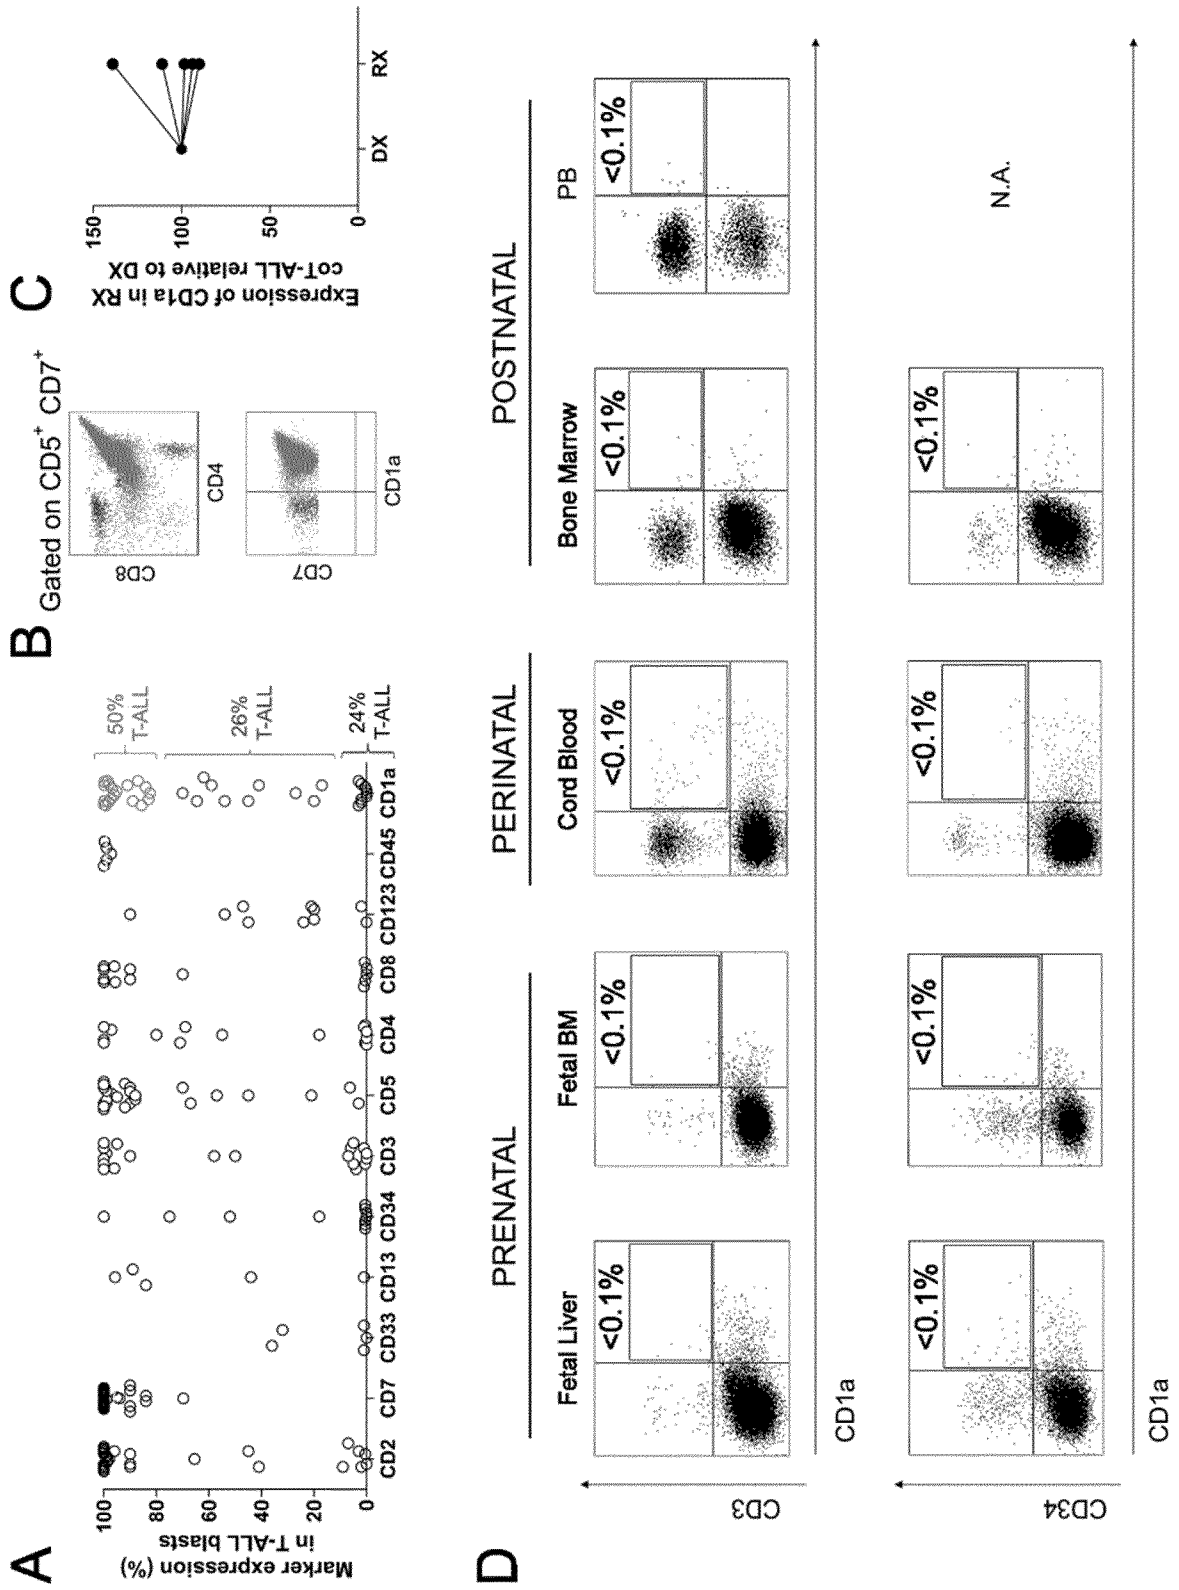 A
Marker expression (%)
in T-ALL blasts
100
80
60
40
20
0
CD2
CD7
CD33
CD13
CD34
CD3
CD5
CD4
CD8
CD123
CD45
CD1a
50%
T-ALL
26%
T-ALL
24%
T-ALL
B
Gated on CD5+ CD7+
CD8
CD4
CD7
CD1a
C
Expression of CD1a in RX
coT-ALL relative to DX
150
100
50
0
DX
RX
D
PRENATAL
PERINATAL
POSTNATAL
Fetal Liver
Fetal BM
Cord Blood
Bone Marrow
PB
<0.1%
<0.1%
<0.1%
<0.1%
<0.1%
CD3
CD1a
<0.1%
<0.1%
<0.1%
<0.1%
N.A.
CD34
CD1a